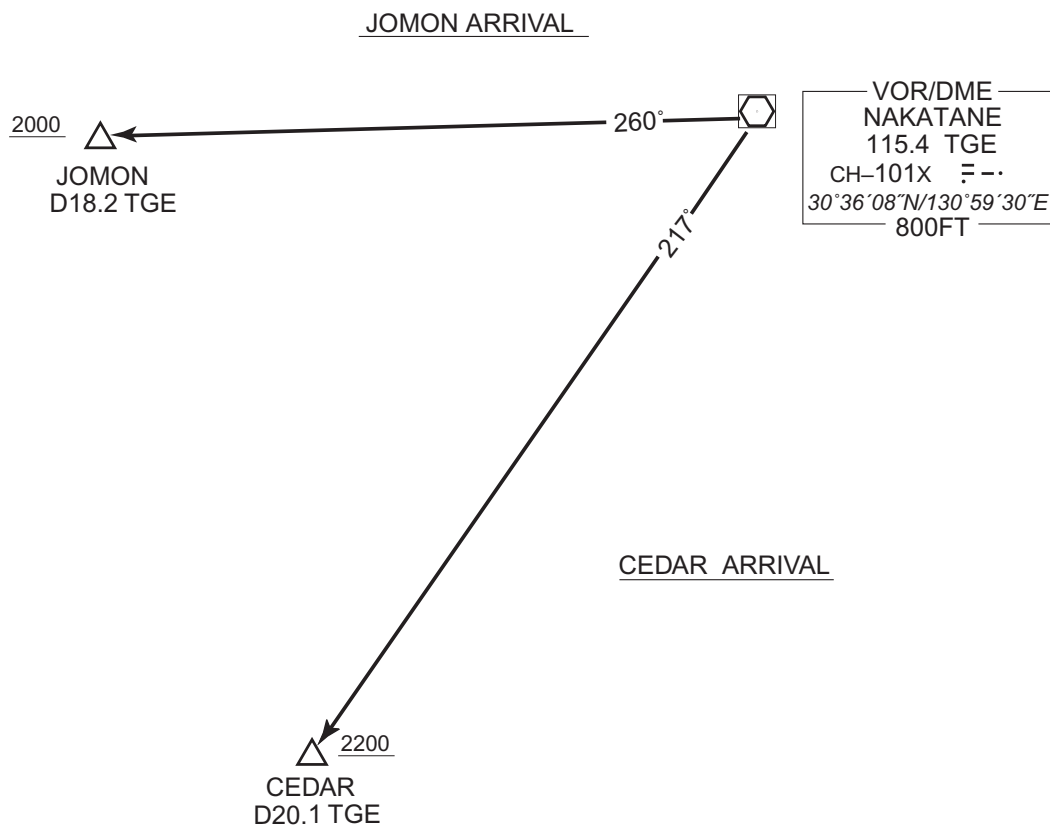 JOMON ARRIVAL
2000
JOMON
D18.2 TGE
260°
VOR/DME
NAKATANE
115.4 TGE
CH–101X
30°36´08˝N/130°59´30˝E
800FT
217°
CEDAR ARRIVAL
2200
CEDAR
D20.1 TGE